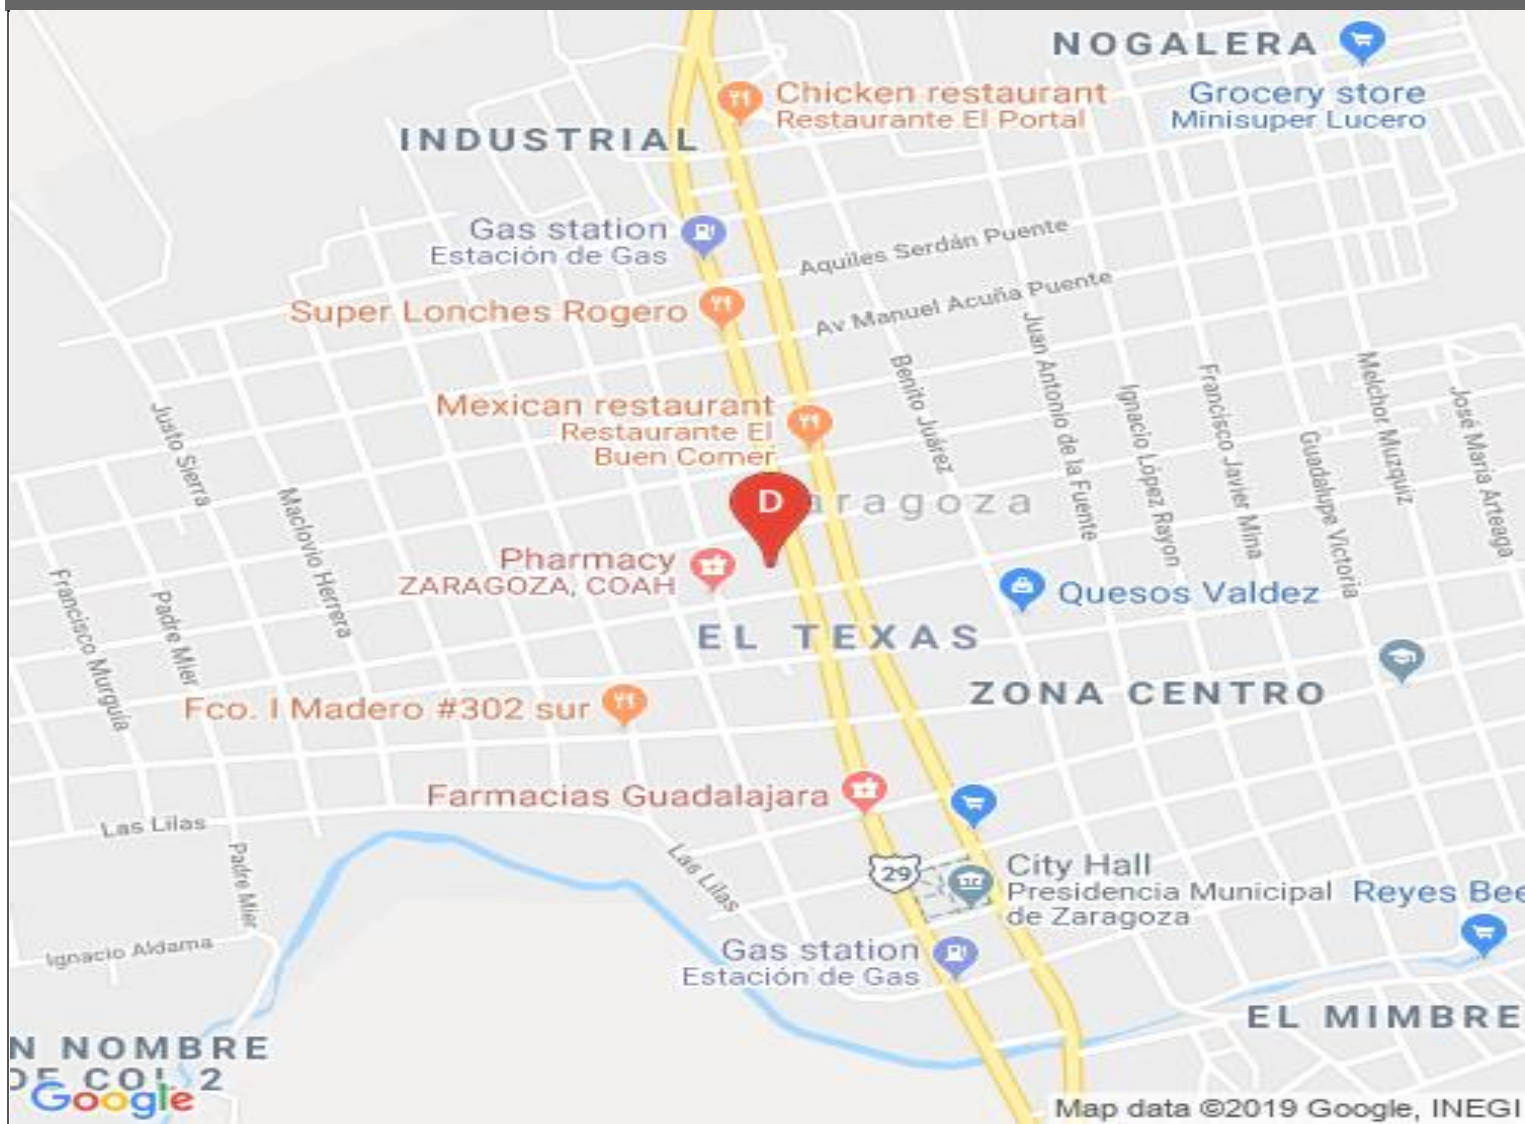 NOGALERA
Chicken restaurant
Restaurante El Portal
Grocery store
Minisuper Lucero
INDUSTRIAL
Gas station
Estación de Gas
Aquiles Serdán Puente
Super Lonches Rogero
Av Manuel Acuña Puente
Juan Antonio de la Fuente
Benito Juárez
Ignacio López Rayon
Francisco Javier Mina
Guadalupe Victoria
Melchor Muzquiz
José María Arteaga
Justo Sierra
Mexican restaurant
Restaurante El
Buen Comer
Maclovio Herrera
D
aragoza
Pharmacy
ZARAGOZA, COAH
Francisco Murguía
Padre Mier
Quesos Valdez
EL TEXAS
ZONA CENTRO
Fco. I Madero #302 sur
Farmacias Guadalajara
Las Lilas
Padre Mier
Las Lilas
29
City Hall
Presidencia Municipal
de Zaragoza
Reyes Bee
Ignacio Aldama
Gas station
Estación de Gas
EL MIMBRE
N NOMBRE
DE COL 2
Google
Map data ©2019 Google, INEGI